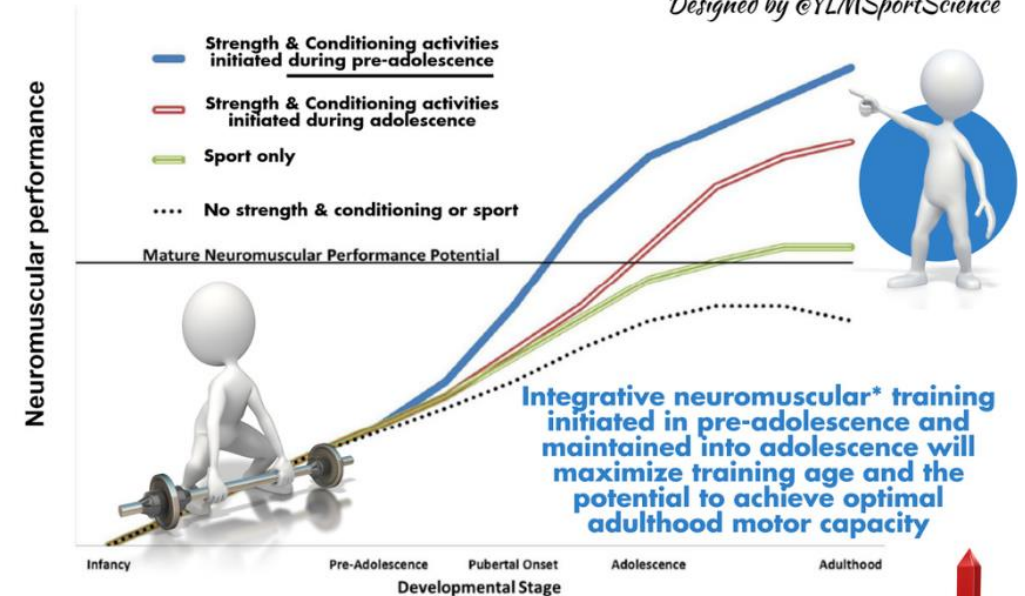 Designed by @YLMSportScience
Strength & Conditioning activities
initiated during pre-adolescence
Strength & Conditioning activities
initiated during adolescence
Sport only
No strength & conditioning or sport
Mature Neuromuscular Performance Potential
Neuromuscular performance
Integrative neuromuscular* training
initiated in pre-adolescence and
maintained into adolescence will
maximize training age and the
potential to achieve optimal
adulthood motor capacity
Infancy
Pre-Adolescence
Pubertal Onset
Adolescence
Adulthood
Developmental Stage